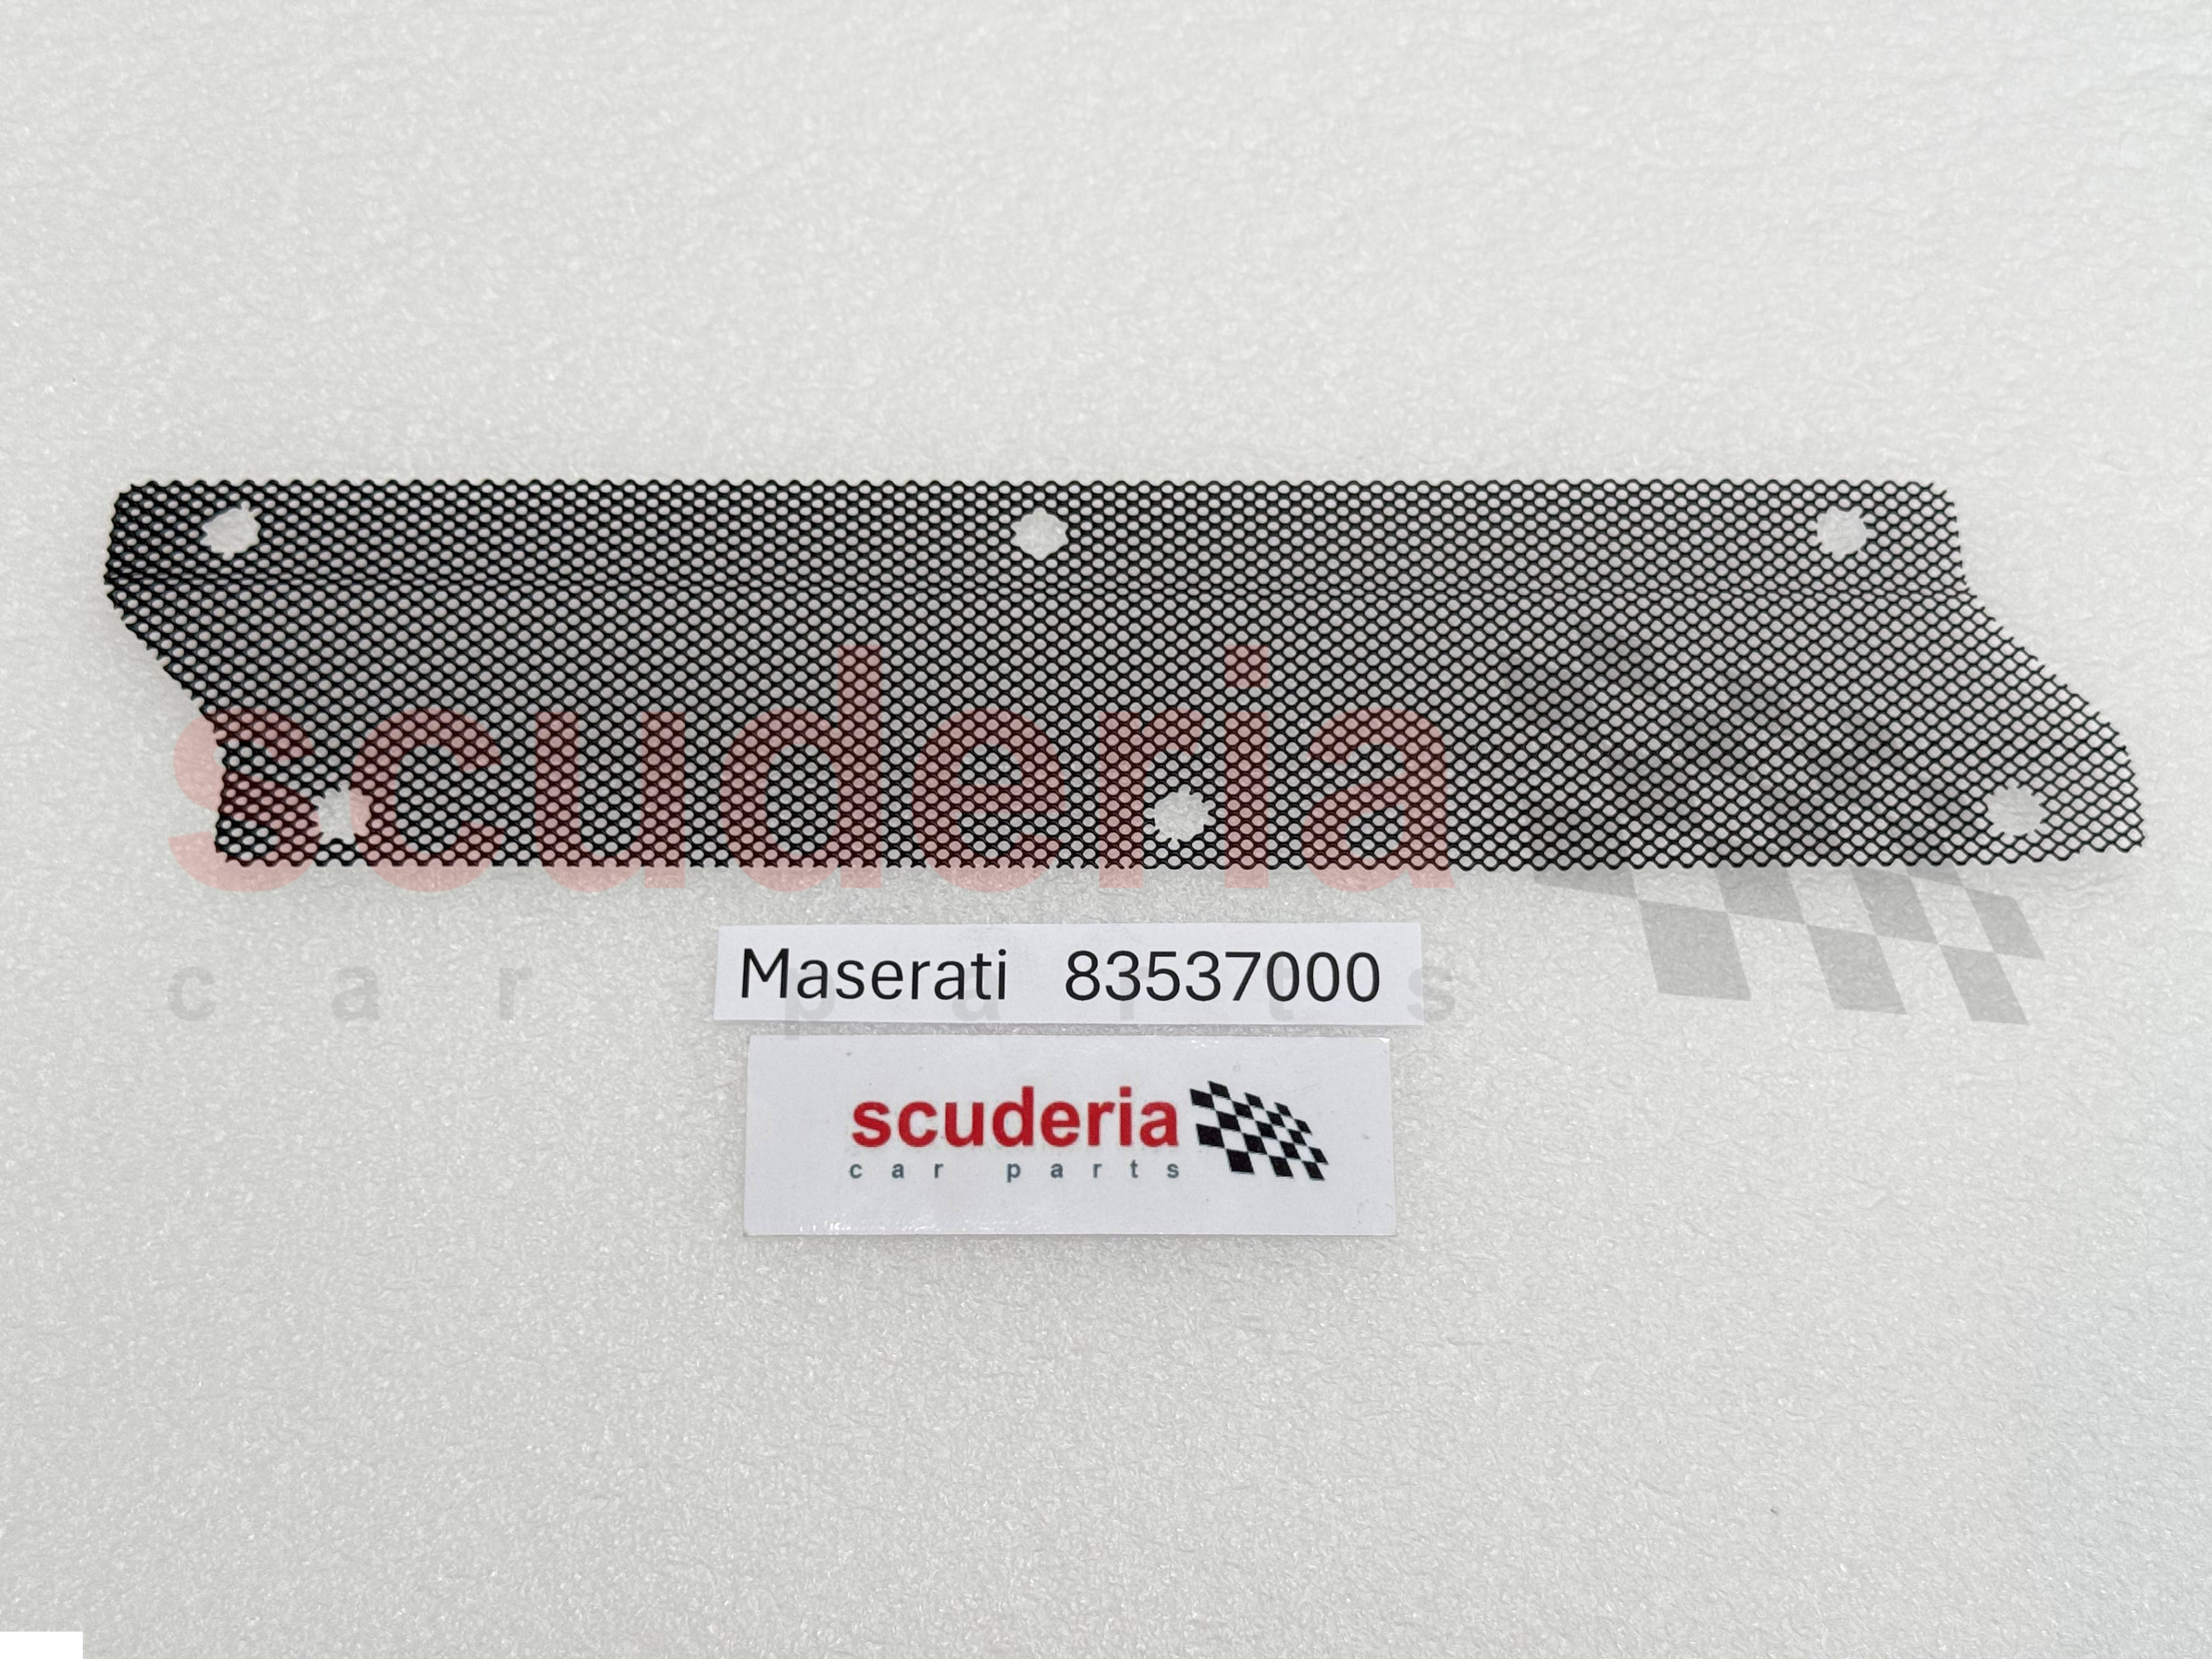 scuderia
car parts
Maserati 83537000
scuderia
car parts